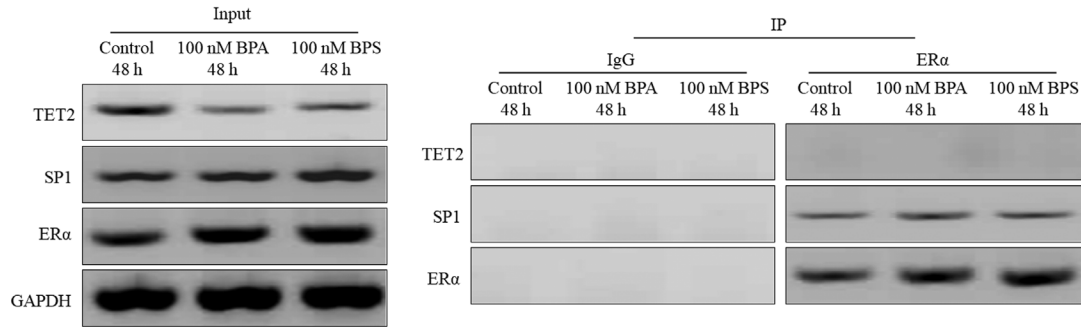 Input
Control 100 nM BPA 100 nM BPS
48 h 48 h 48 h
TET2
SP1
ERα
GAPDH
IP
IgG ERα
Control 100 nM BPA 100 nM BPS Control 100 nM BPA 100 nM BPS
48 h 48 h 48 h 48 h 48 h 48 h
TET2
SP1
ERα